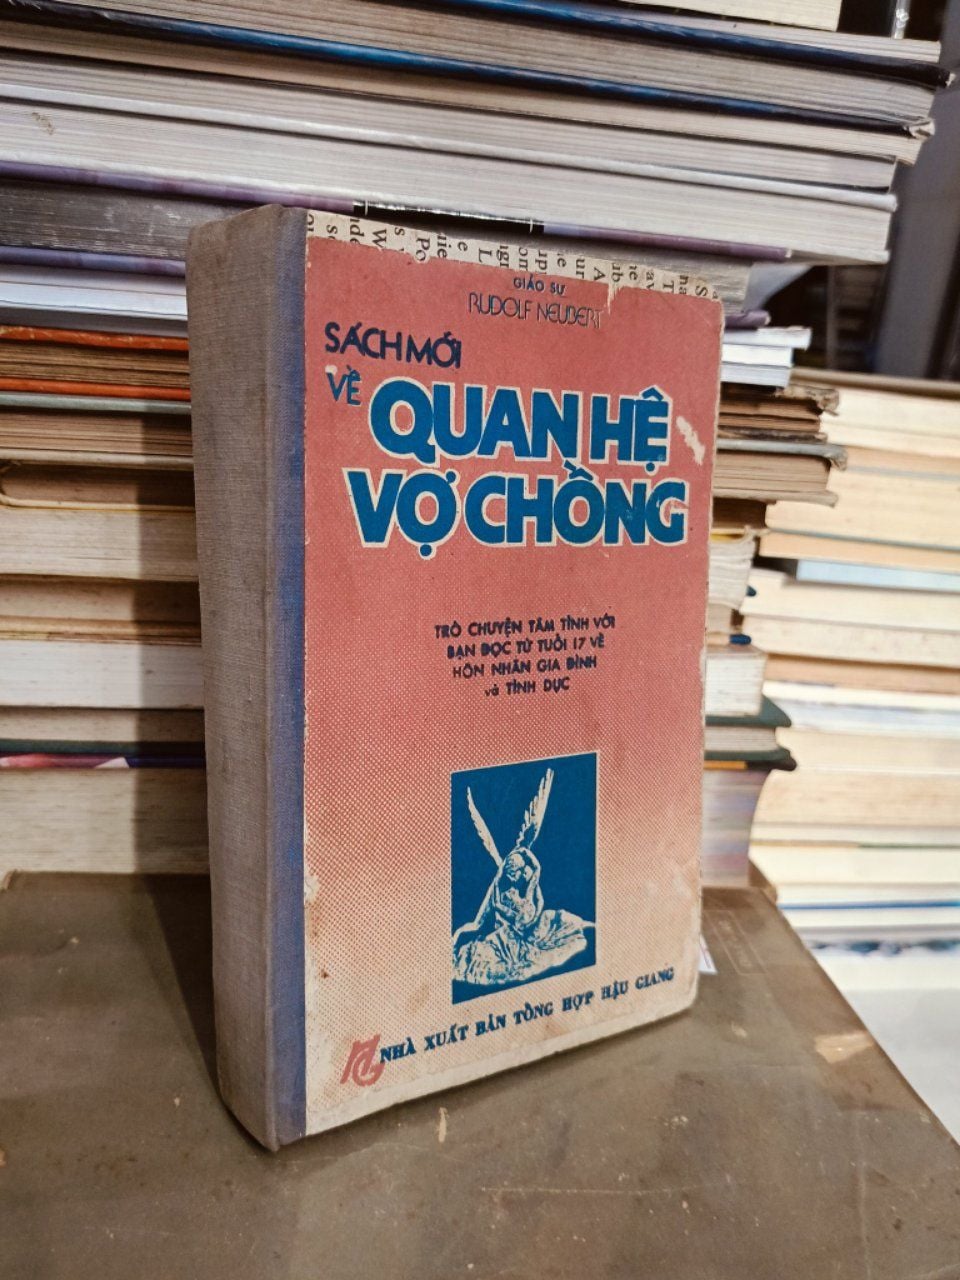 GIÁO SƯ
RUDOLF NEUBERT
SÁCH MỚI
VỀ QUAN HỆ
VỢ CHỒNG
TRÒ CHUYỆN TÂM TÌNH VỚI
BẠN ĐỌC TỪ TUỔI 17 VỀ
HÔN NHÂN GIA ĐÌNH
và TÌNH DỤC
NHÀ XUẤT BẢN TỔNG HỢP HẬU GIANG